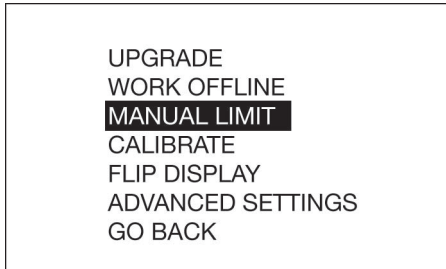 UPGRADE
WORK OFFLINE
MANUAL LIMIT
CALIBRATE
FLIP DISPLAY
ADVANCED SETTINGS
GO BACK